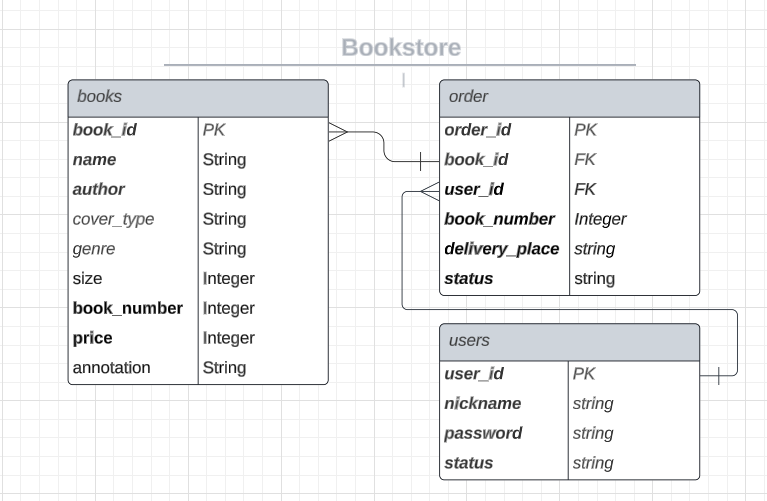 Bookstore
books
book_id PK
name String
author String
cover_type String
genre String
size Integer
book_number Integer
price Integer
annotation String
order
order_id PK
book_id FK
user_id FK
book_number Integer
delivery_place string
status string
users
user_id PK
nickname string
password string
status string